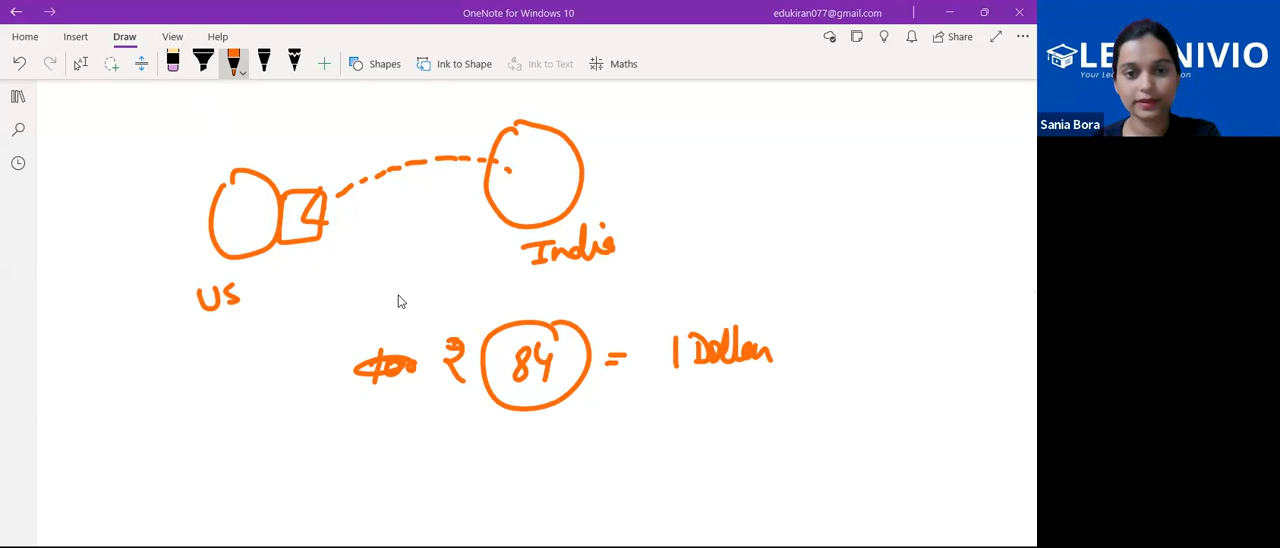 OneNote for Windows 10
edukiran077@gmail.com
Home Insert Draw View Help
Share
Shapes Ink to Shape Ink to Text Maths
Sania Bora
India
US
₹ 84 = 1 Dollar